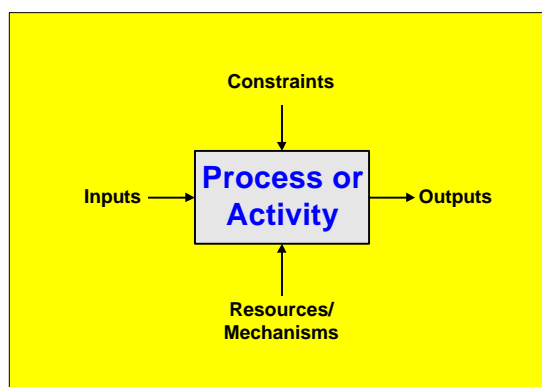 Constraints
Process or
Activity
Inputs
Outputs
Resources/
Mechanisms